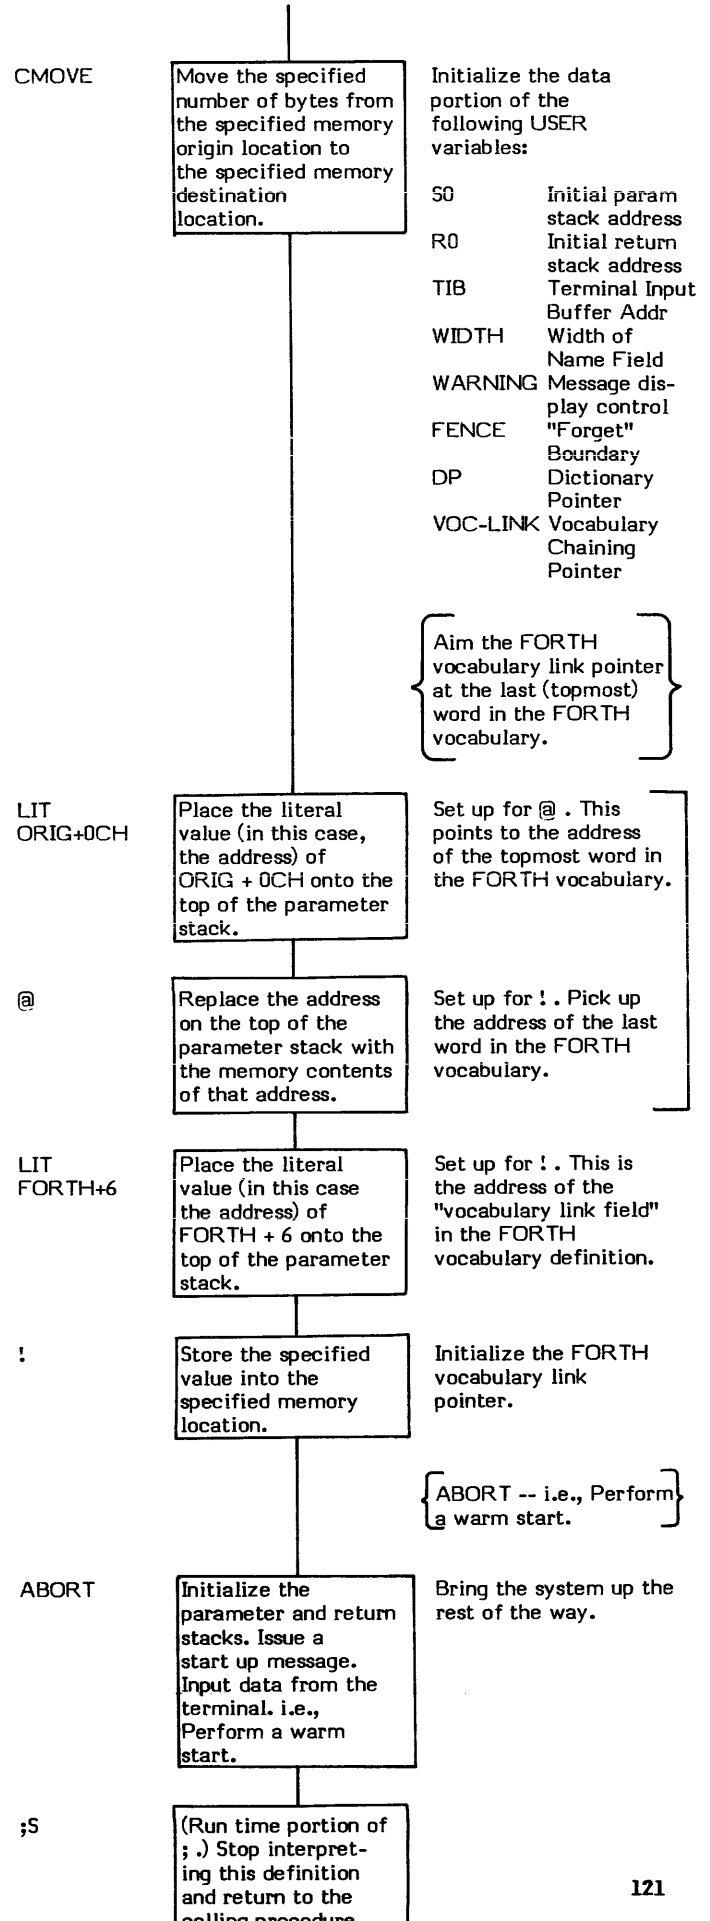 CMOVE
Move the specified
number of bytes from
the specified memory
origin location to
the specified memory
destination
location.
Initialize the data
portion of the
following USER
variables:
S0 Initial param
stack address
R0 Initial return
stack address
TIB Terminal Input
Buffer Addr
WIDTH Width of
Name Field
WARNING Message dis-
play control
FENCE "Forget"
Boundary
DP Dictionary
Pointer
VOC-LINK Vocabulary
Chaining
Pointer
Aim the FORTH
vocabulary link pointer
at the last (topmost)
word in the FORTH
vocabulary.
LIT
ORIG+0CH
Place the literal
value (in this case,
the address) of
ORIG + 0CH onto the
top of the parameter
stack.
Set up for @ . This
points to the address
of the topmost word in
the FORTH vocabulary.
@
Replace the address
on the top of the
parameter stack with
the memory contents
of that address.
Set up for ! . Pick up
the address of the last
word in the FORTH
vocabulary.
LIT
FORTH+6
Place the literal
value (in this case
the address) of
FORTH + 6 onto the
top of the parameter
stack.
Set up for ! . This is
the address of the
"vocabulary link field"
in the FORTH
vocabulary definition.
!
Store the specified
value into the
specified memory
location.
Initialize the FORTH
vocabulary link
pointer.
ABORT -- i.e., Perform
a warm start.
ABORT
Initialize the
parameter and return
stacks. Issue a
start up message.
Input data from the
terminal. i.e.,
Perform a warm
start.
Bring the system up the
rest of the way.
;S
(Run time portion of
; .) Stop interpret-
ing this definition
and return to the
calling procedure
121